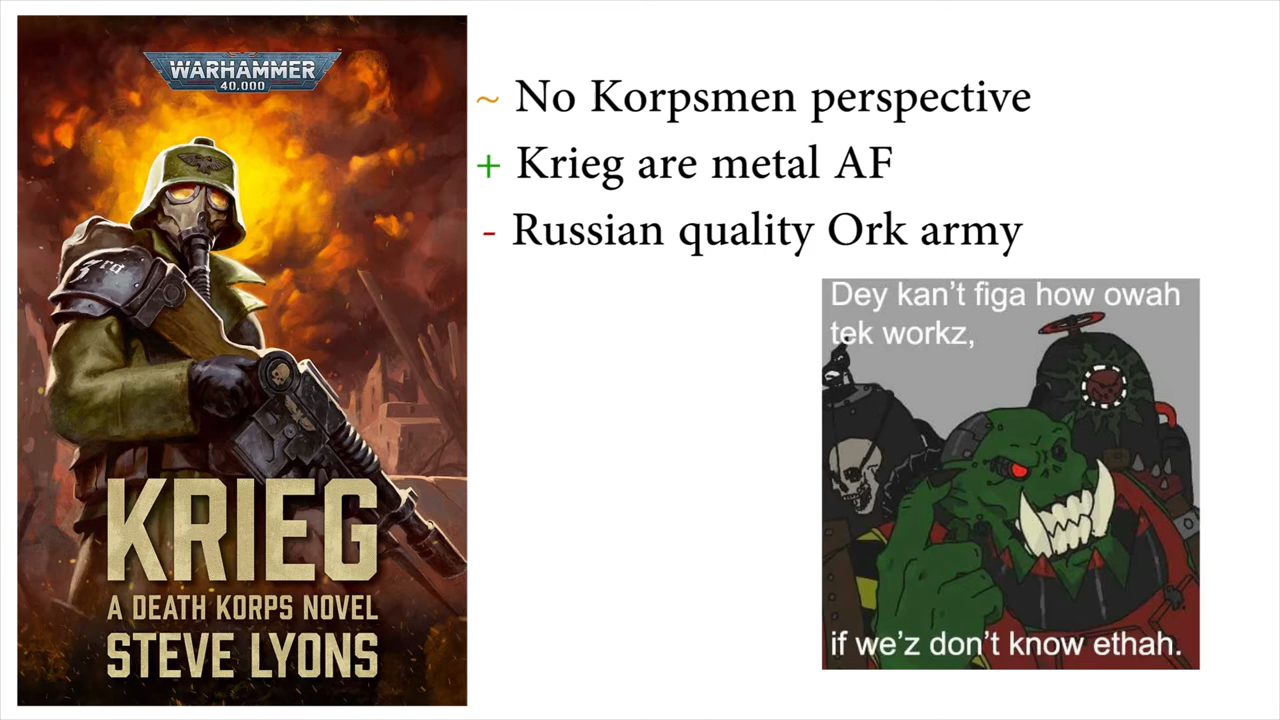 WARHAMMER
40,000
3rd
KRIEG
A DEATH KORPS NOVEL
STEVE LYONS
~ No Korpsmen perspective
+ Krieg are metal AF
- Russian quality Ork army
Dey kan't figa how owah
tek workz,
if we'z don't know ethah.